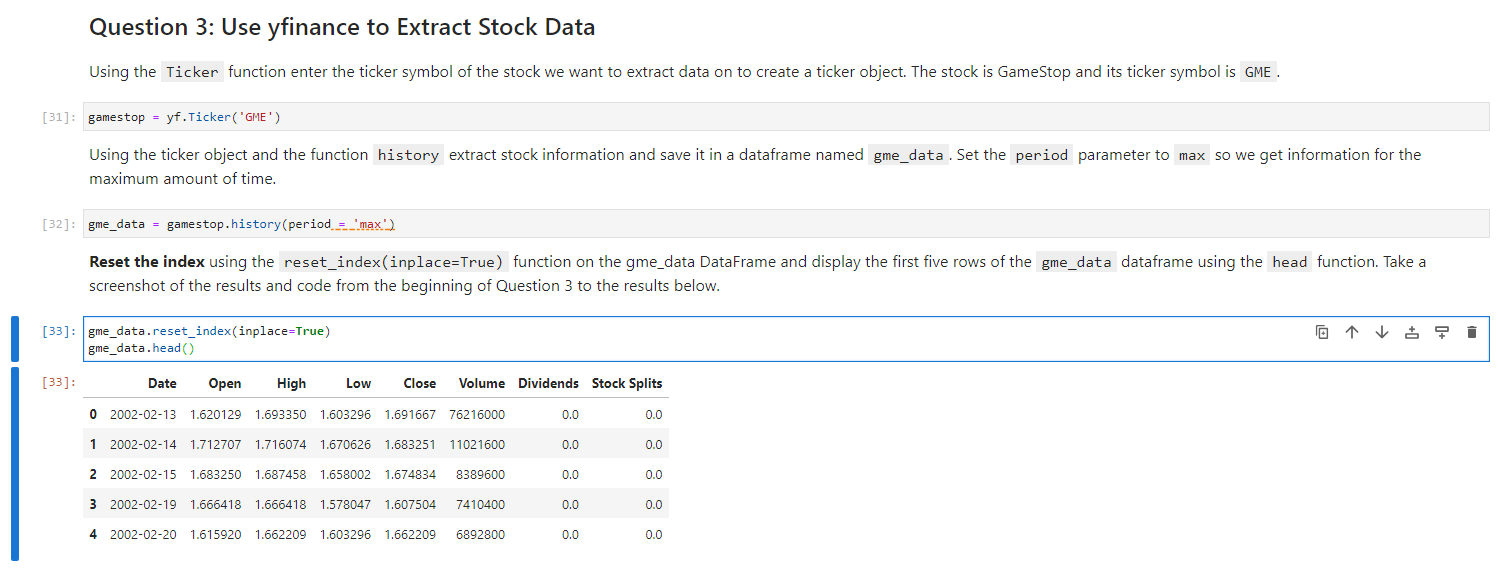 Question 3: Use yfinance to Extract Stock Data
Using the Ticker function enter the ticker symbol of the stock we want to extract data on to create a ticker object. The stock is GameStop and its ticker symbol is GME.
[31]: gamestop = yf.Ticker('GME')
Using the ticker object and the function history extract stock information and save it in a dataframe named gme_data. Set the period parameter to max so we get information for the
maximum amount of time.
[32]: gme_data = gamestop.history(period = 'max')
Reset the index using the reset_index(inplace=True) function on the gme_data DataFrame and display the first five rows of the gme_data dataframe using the head function. Take a
screenshot of the results and code from the beginning of Question 3 to the results below.
[33]: gme_data.reset_index(inplace=True)
gme_data.head()
[33]: Date Open High Low Close Volume Dividends Stock Splits
0 2002-02-13 1.620129 1.693350 1.603296 1.691667 76216000 0.0 0.0
1 2002-02-14 1.712707 1.716074 1.670626 1.683251 11021600 0.0 0.0
2 2002-02-15 1.683250 1.687458 1.658002 1.674834 8389600 0.0 0.0
3 2002-02-19 1.666418 1.666418 1.578047 1.607504 7410400 0.0 0.0
4 2002-02-20 1.615920 1.662209 1.603296 1.662209 6892800 0.0 0.0